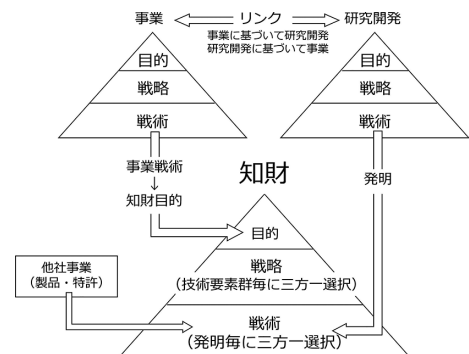 事業
リンク
研究開発
事業に基づいて研究開発
研究開発に基づいて事業
目的
戦略
戦術
目的
戦略
戦術
事業戦術
↓
知財目的
知財
発明
目的
戦略
（技術要素群毎に三方一選択）
他社事業
（製品・特許）
戦術
（発明毎に三方一選択）